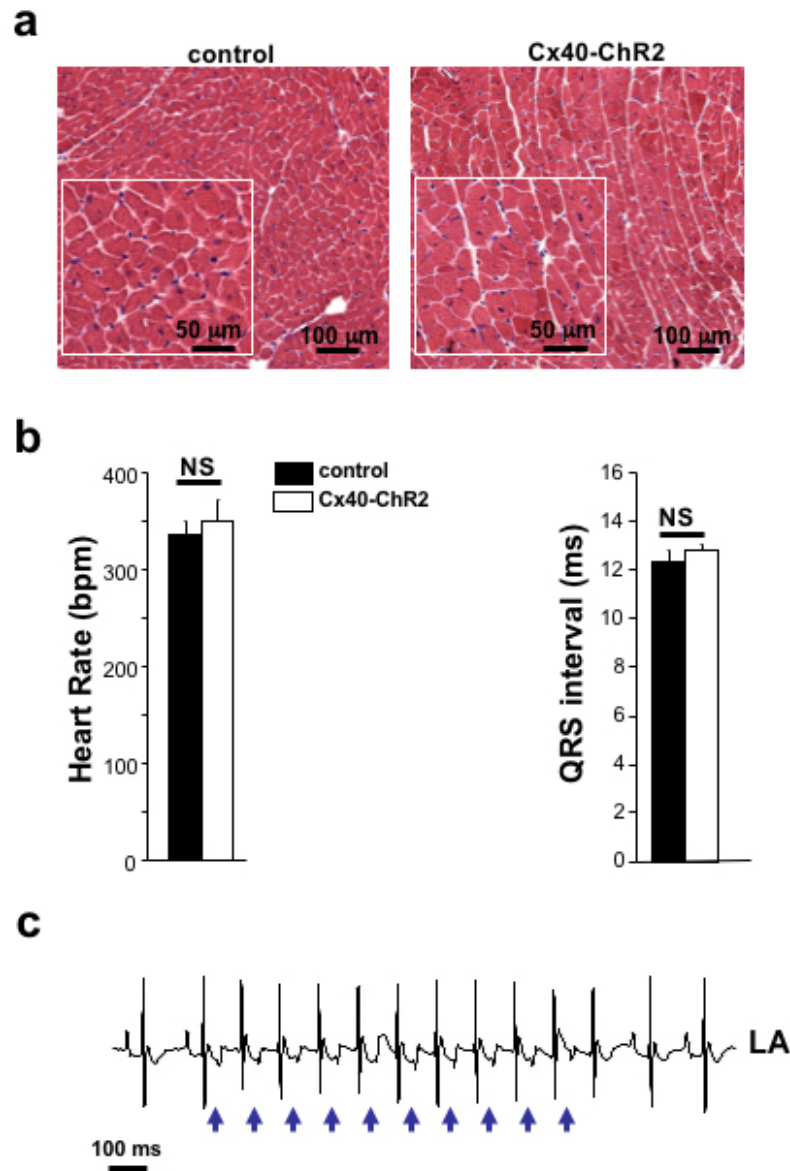 a
control
Cx40-ChR2
50 µm
100 µm
50 µm
100 µm
b
Heart Rate (bpm)
400
300
200
100
0
NS
control
Cx40-ChR2
QRS interval (ms)
16
14
12
10
8
6
4
2
0
NS
c
LA
100 ms